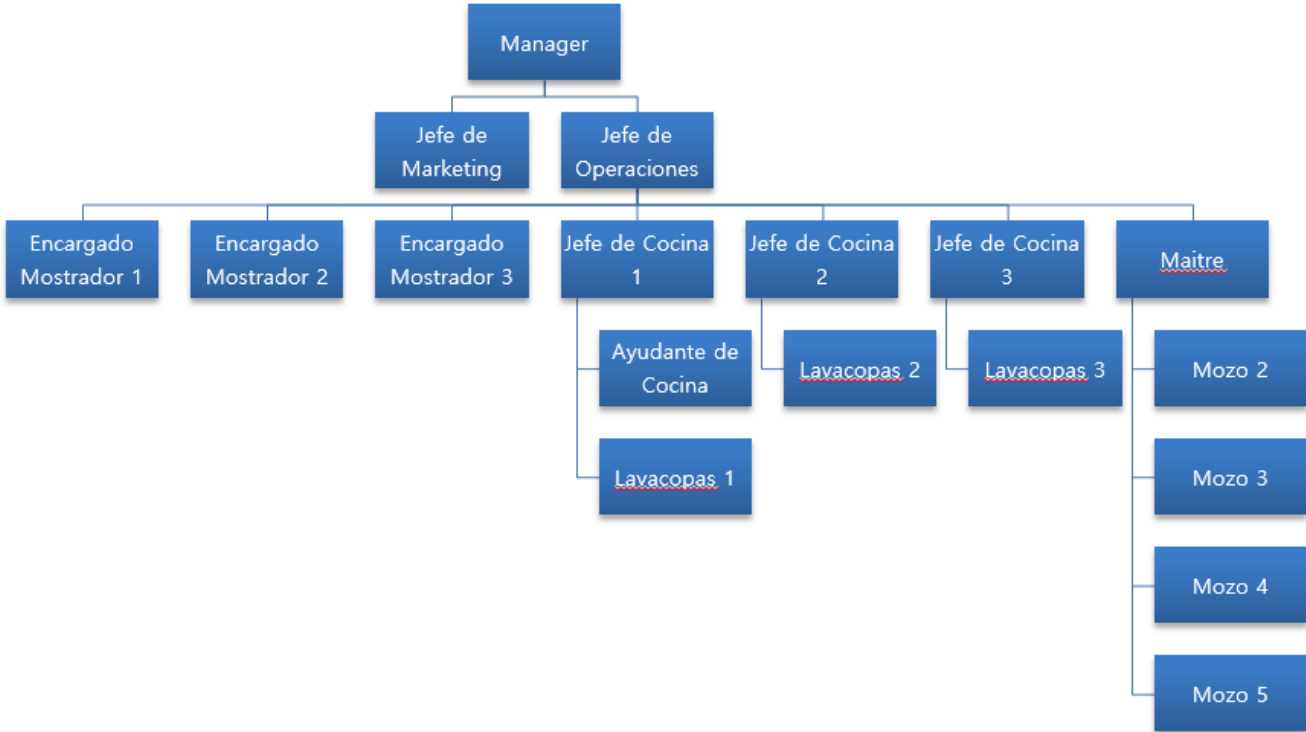 Manager
Jefe de
Marketing
Jefe de
Operaciones
Encargado
Mostrador 1
Encargado
Mostrador 2
Encargado
Mostrador 3
Jefe de Cocina
1
Jefe de Cocina
2
Jefe de Cocina
3
Maitre
Ayudante de
Cocina
Lavacopas 2
Lavacopas 3
Mozo 2
Lavacopas 1
Mozo 3
Mozo 4
Mozo 5